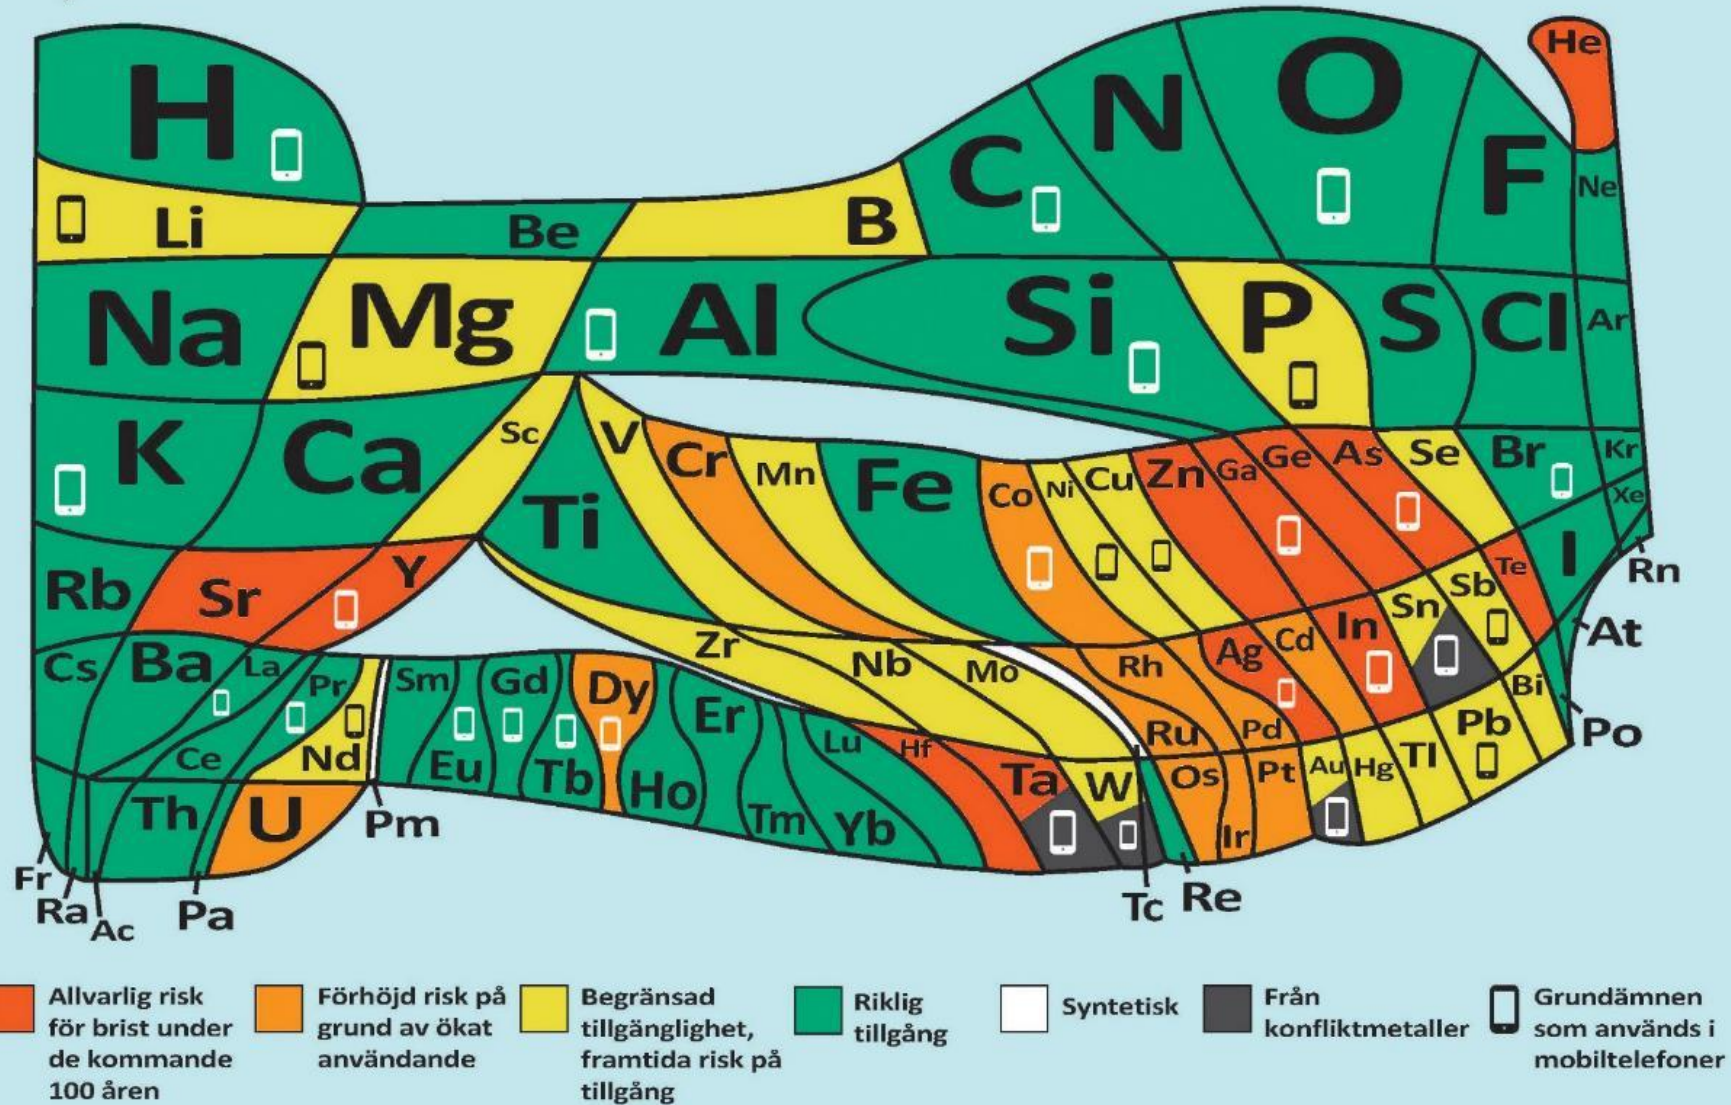 H
He
C
N
O
F
Ne
Li
Be
B
Na
Mg
Al
Si
P
S
Cl
Ar
K
Ca
Sc
Ti
V
Cr
Mn
Fe
Co
Ni
Cu
Zn
Ga
Ge
As
Se
Br
Kr
Rb
Sr
Y
Zr
Nb
Mo
Rh
Ru
Pd
Ag
Cd
In
Sn
Sb
Te
I
Xe
Rn
At
Po
Cs
Ba
La
Ce
Pr
Nd
Pm
Sm
Eu
Gd
Tb
Dy
Ho
Er
Tm
Yb
Lu
Hf
Ta
W
Tc
Re
Os
Ir
Pt
Au
Hg
Tl
Pb
Bi
Fr
Ra
Ac
Th
Pa
U
Allvarlig risk
för brist under
de kommande
100 åren
Förhöjd risk på
grund av ökat
användande
Begränsad
tillgänglighet,
framtida risk på
tillgång
Riklig
tillgång
Syntetisk
Från
konfliktmetaller
Grundämnen
som används i
mobiltelefoner